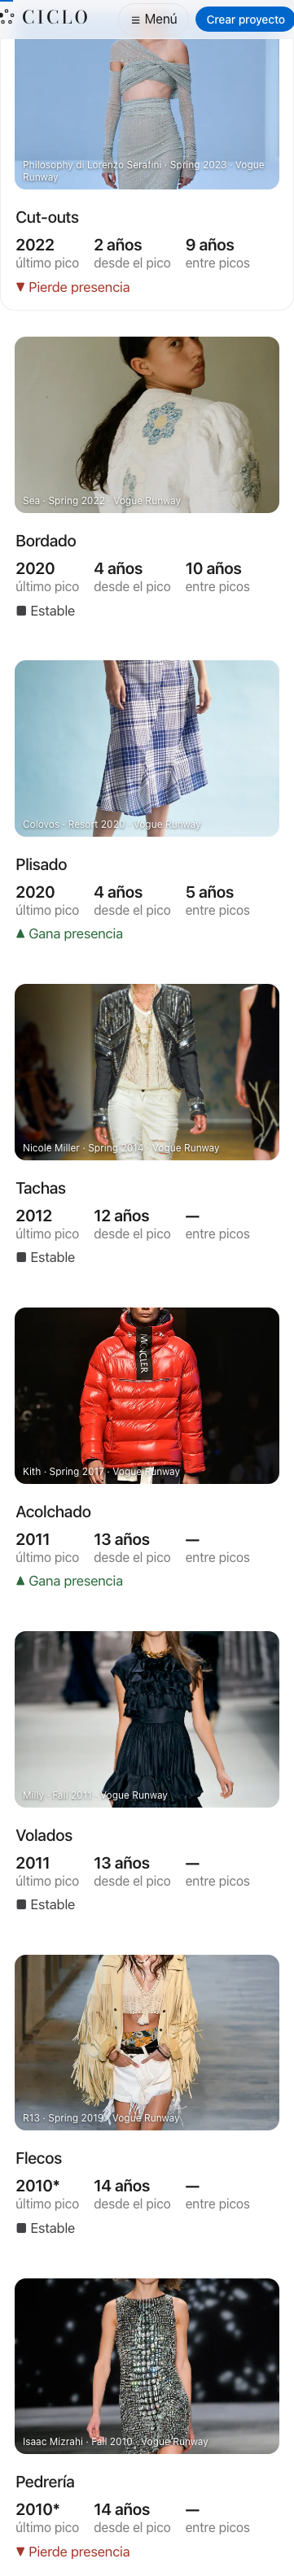 CICLO
≡ Menú
Crear proyecto
Philosophy di Lorenzo Serafini · Spring 2023 · Vogue
Runway
Cut-outs
2022 2 años 9 años
último pico desde el pico entre picos
▼ Pierde presencia
Sea · Spring 2022 · Vogue Runway
Bordado
2020 4 años 10 años
último pico desde el pico entre picos
■ Estable
Colovos · Resort 2020 · Vogue Runway
Plisado
2020 4 años 5 años
último pico desde el pico entre picos
▲ Gana presencia
Nicole Miller · Spring 2014 · Vogue Runway
Tachas
2012 12 años —
último pico desde el pico entre picos
■ Estable
MONCLER
Kith · Spring 2017 · Vogue Runway
Acolchado
2011 13 años —
último pico desde el pico entre picos
▲ Gana presencia
Milly · Fall 2011 · Vogue Runway
Volados
2011 13 años —
último pico desde el pico entre picos
■ Estable
R13 · Spring 2019 · Vogue Runway
Flecos
2010* 14 años —
último pico desde el pico entre picos
■ Estable
Isaac Mizrahi · Fall 2010 · Vogue Runway
Pedrería
2010* 14 años —
último pico desde el pico entre picos
▼ Pierde presencia